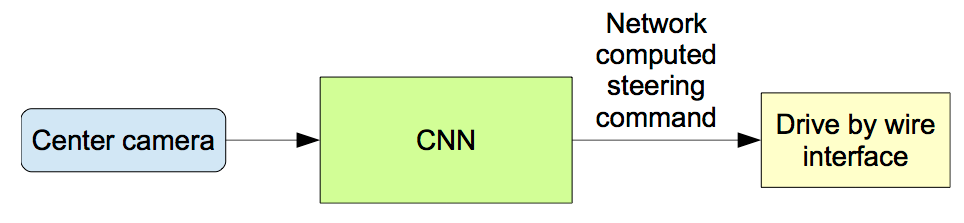 Center camera
CNN
Network
computed
steering
command
Drive by wire
interface